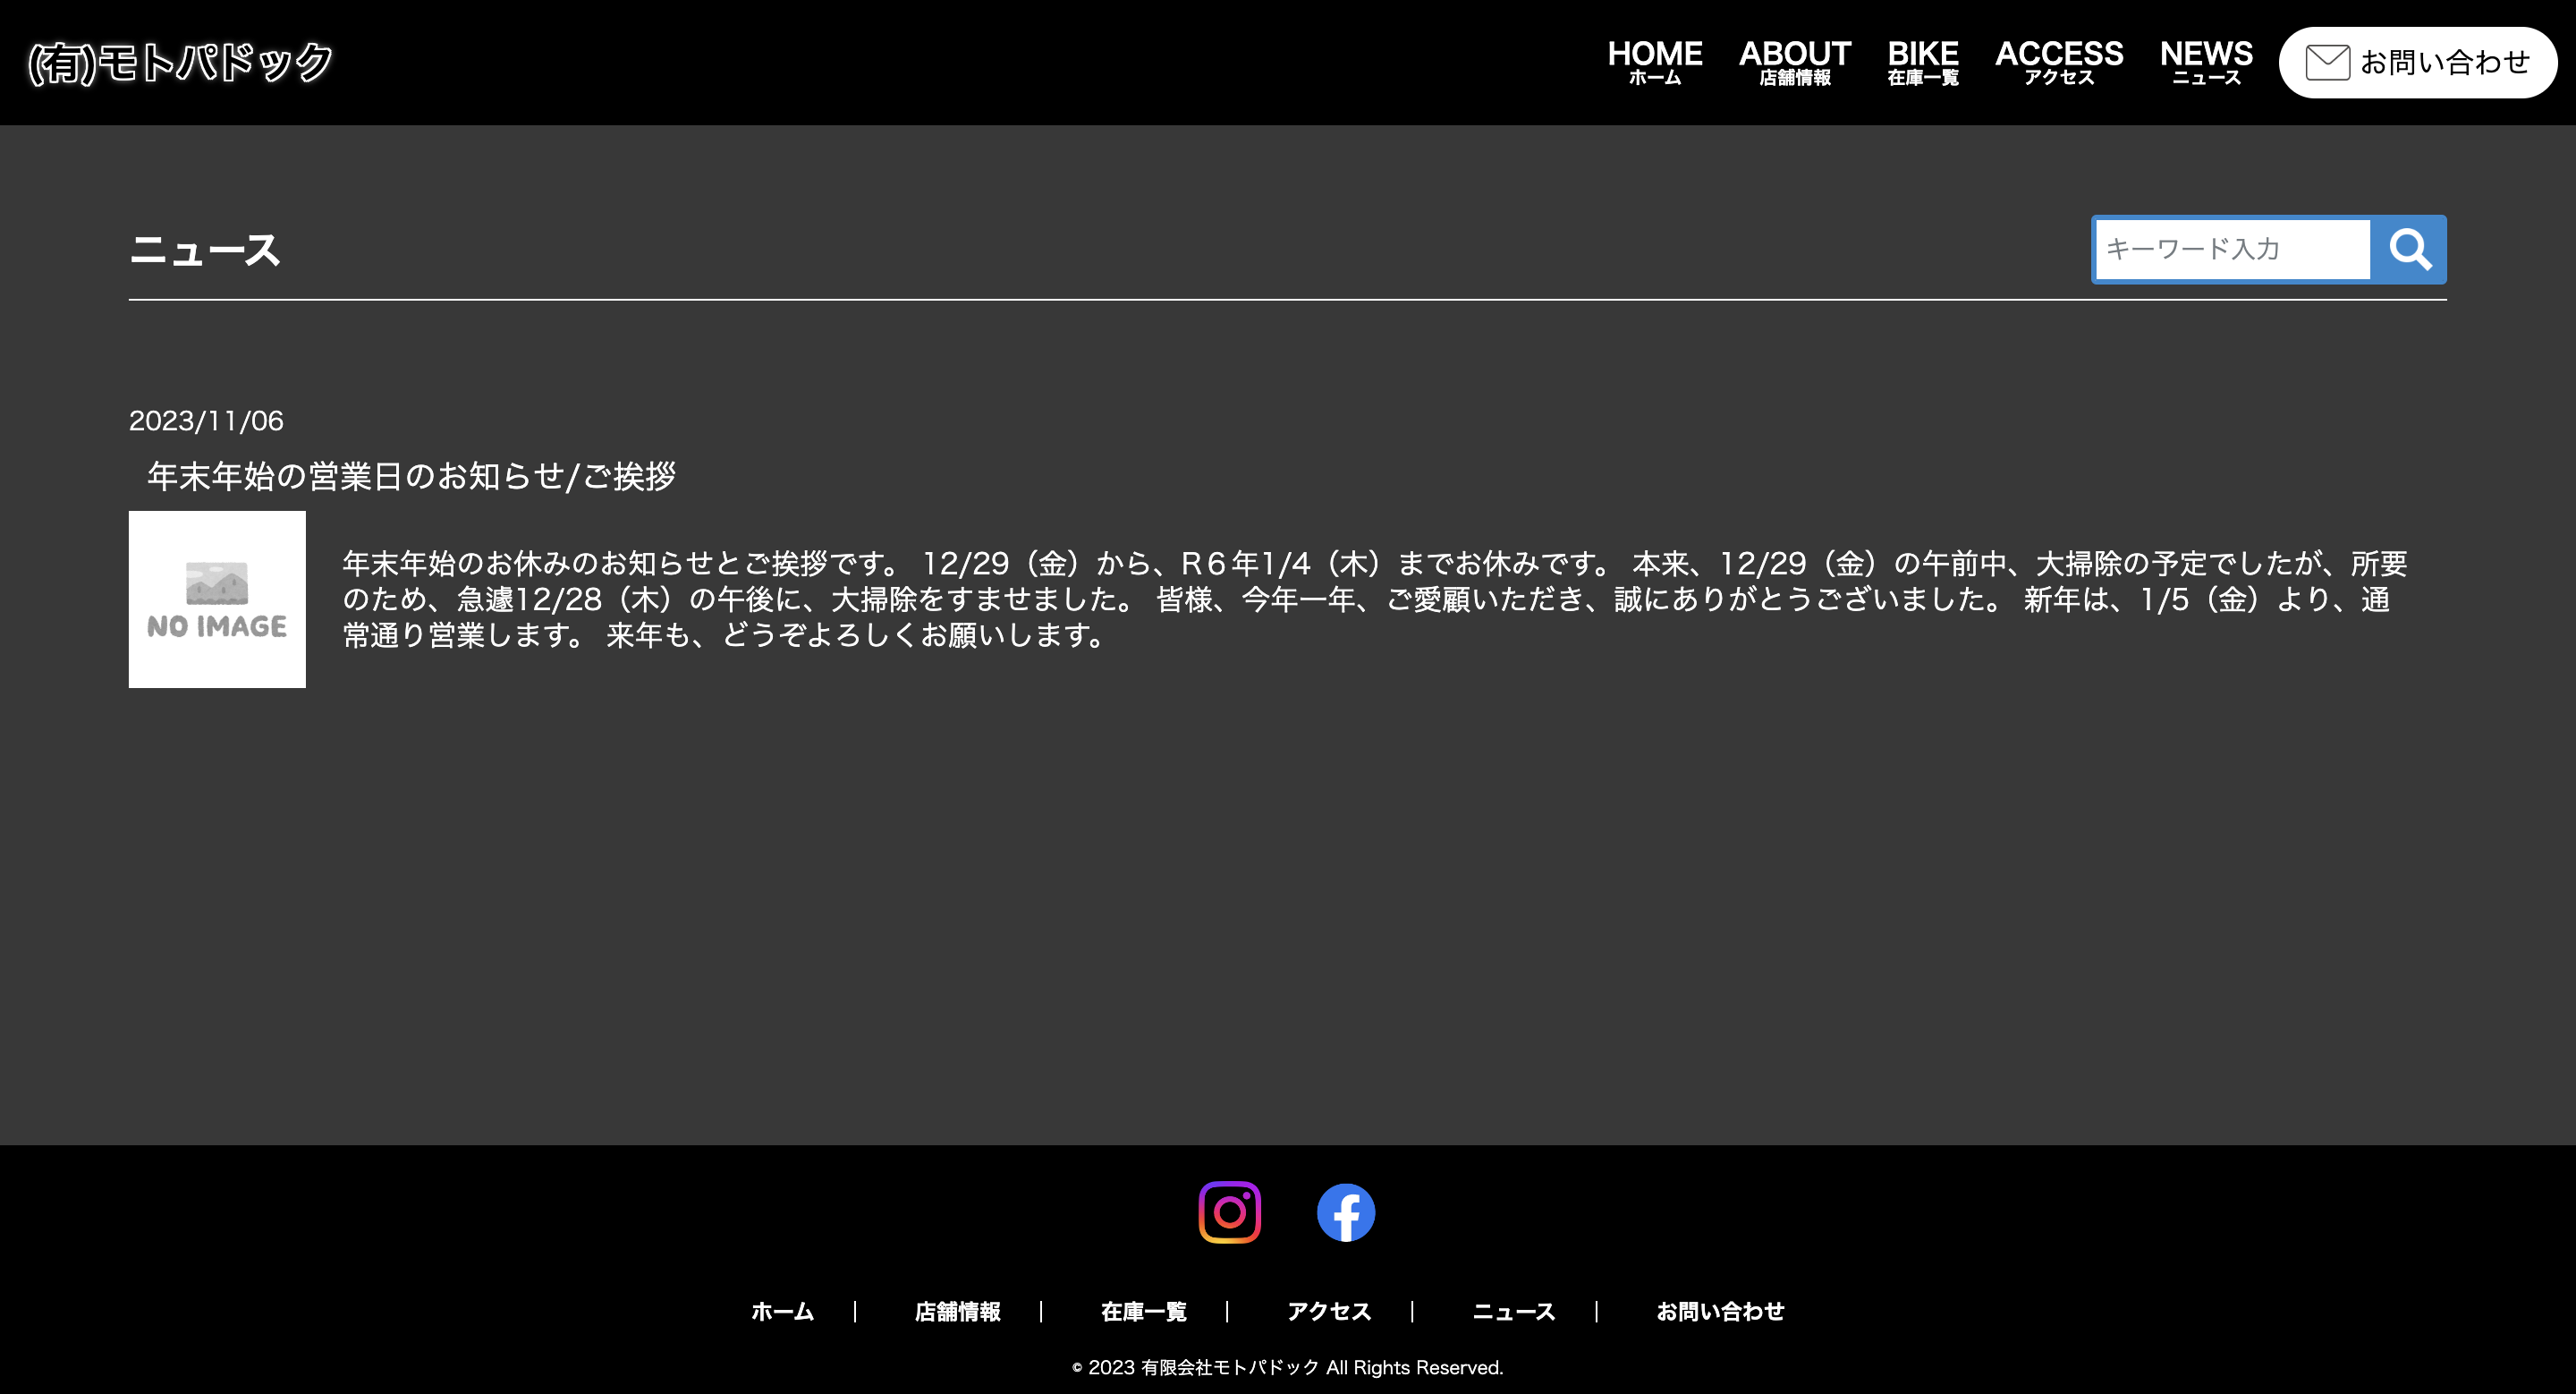 (有)モトパドック
HOME
ホーム
ABOUT
店舗情報
BIKE
在庫一覧
ACCESS
アクセス
NEWS
ニュース
お問い合わせ
ニュース
キーワード入力
2023/11/06
年末年始の営業日のお知らせ/ご挨拶
NO IMAGE
年末年始のお休みのお知らせとご挨拶です。 12/29（金）から、R６年1/4（木）までお休みです。 本来、12/29（金）の午前中、大掃除の予定でしたが、所要
のため、急遽12/28（木）の午後に、大掃除をすませました。 皆様、今年一年、ご愛顧いただき、誠にありがとうございました。 新年は、1/5（金）より、通
常通り営業します。 来年も、どうぞよろしくお願いします。
ホーム | 店舗情報 | 在庫一覧 | アクセス | ニュース | お問い合わせ
© 2023 有限会社モトパドック All Rights Reserved.